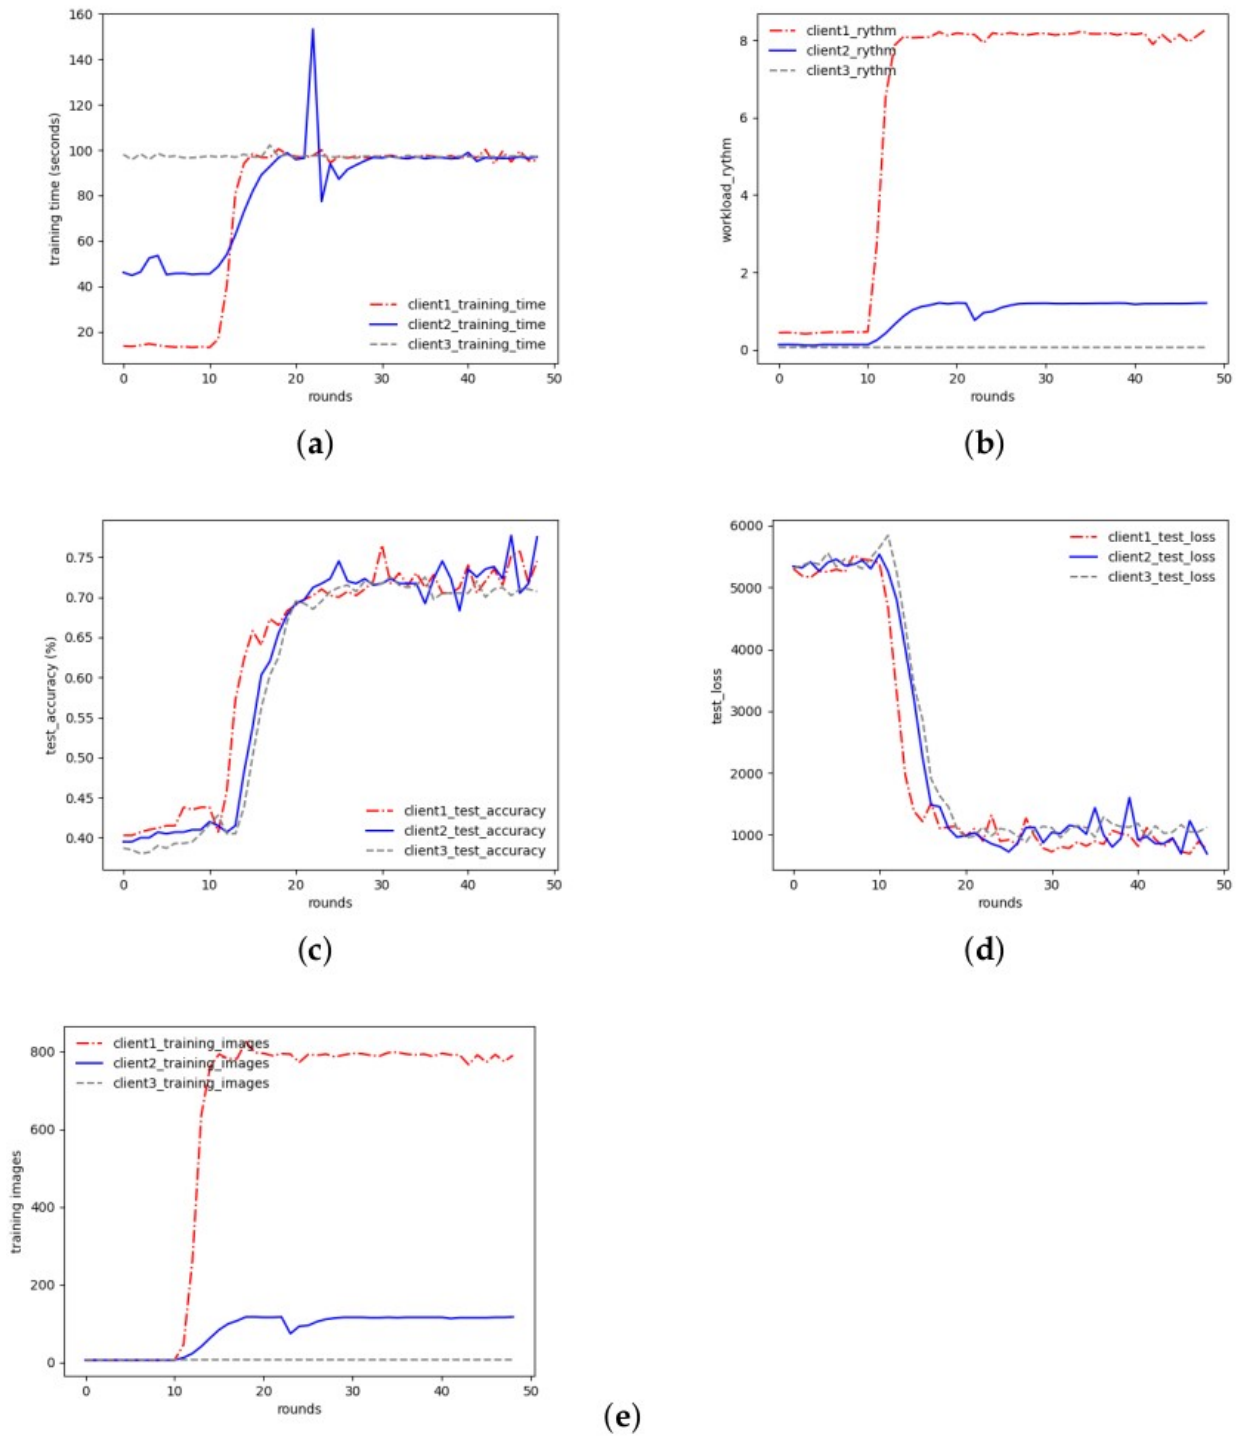 160
140
120
100
80
60
40
20
training time (seconds)
client1_training_time
client2_training_time
client3_training_time
0 10 20 30 40 50
rounds
(a)
8
6
4
2
0
workload_rythm
client1_rythm
client2_rythm
client3_rythm
0 10 20 30 40 50
rounds
(b)
0.75
0.70
0.65
0.60
0.55
0.50
0.45
0.40
test_accuracy (%)
client1_test_accuracy
client2_test_accuracy
client3_test_accuracy
0 10 20 30 40 50
rounds
(c)
6000
5000
4000
3000
2000
1000
test_loss
client1_test_loss
client2_test_loss
client3_test_loss
0 10 20 30 40 50
rounds
(d)
800
600
400
200
0
training images
client1_training_images
client2_training_images
client3_training_images
0 10 20 30 40 50
rounds
(e)